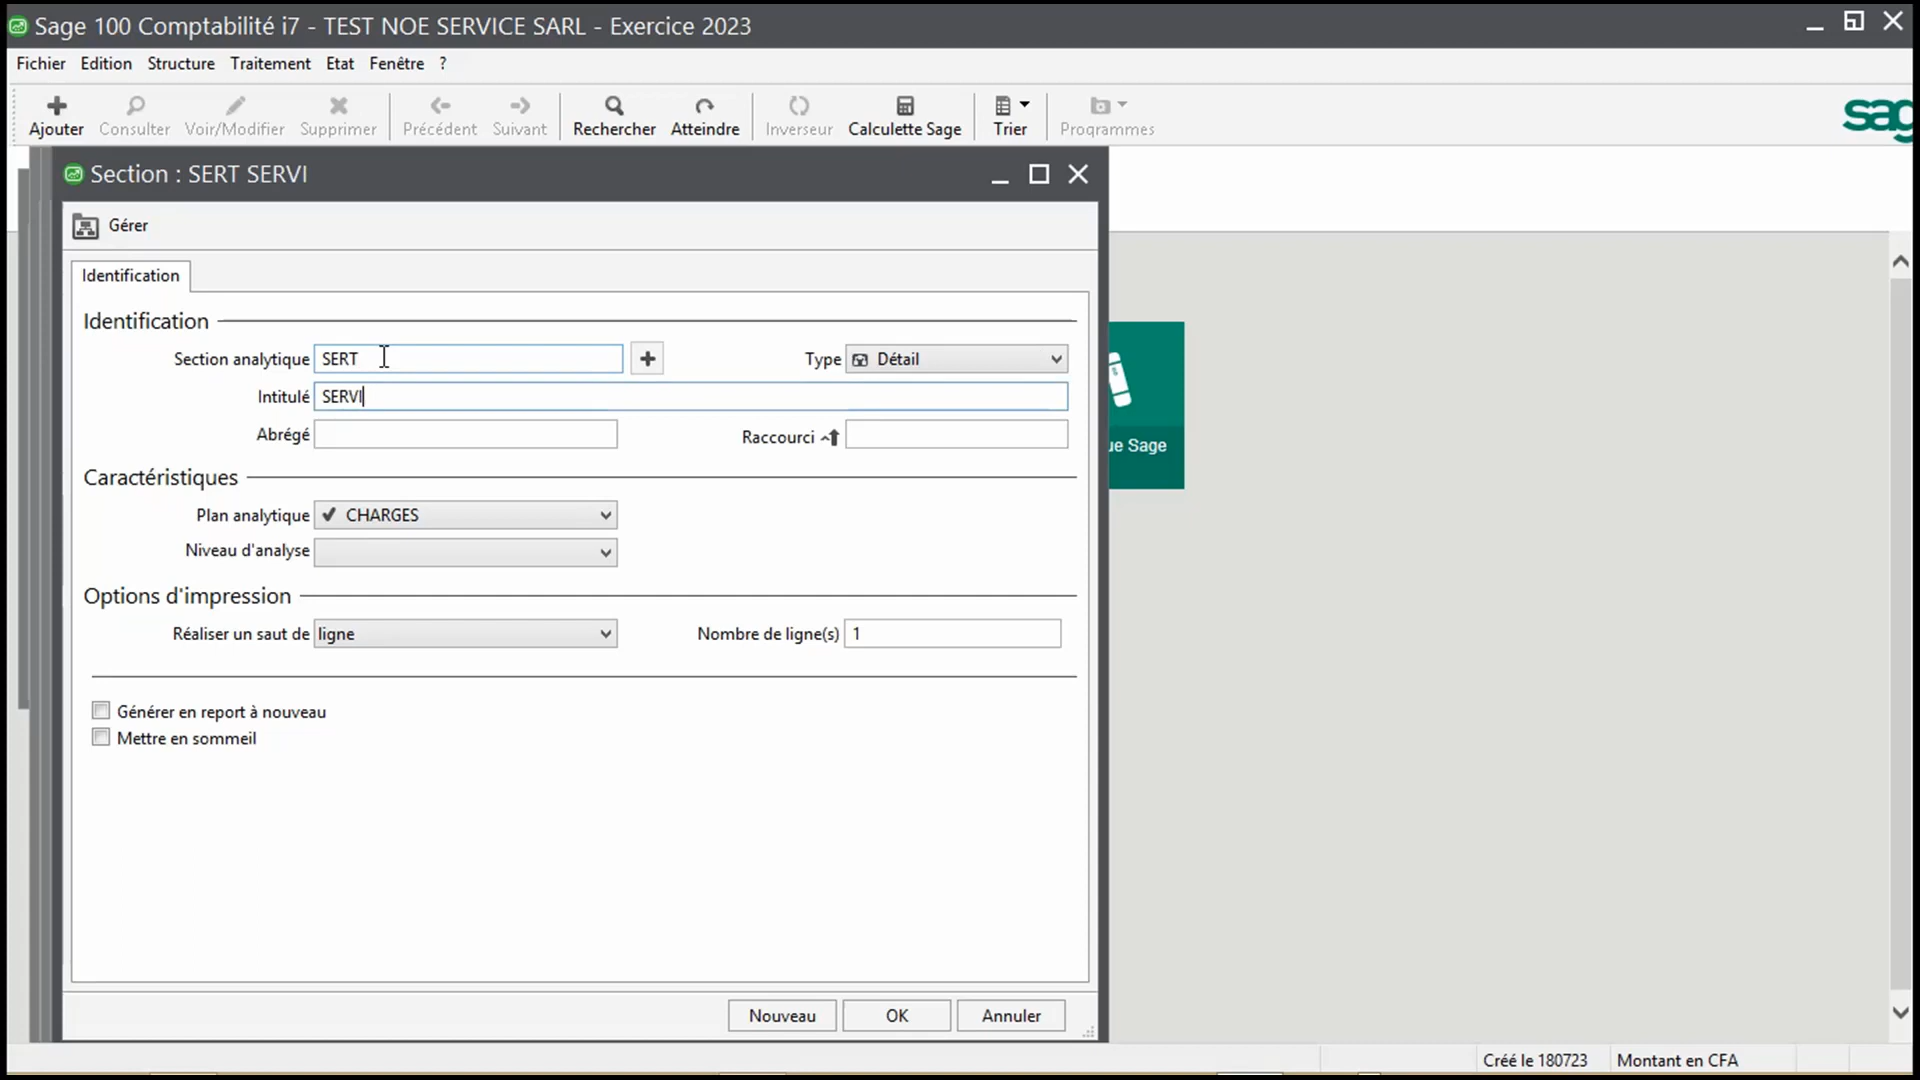 Sage 100 Comptabilité i7 - TEST NOE SERVICE SARL - Exercice 2023
Fichier Edition Structure Traitement Etat Fenêtre ?
Ajouter Consulter Voir/Modifier Supprimer Précédent Suivant Rechercher Atteindre Inverseur Calculette Sage Trier Programmes
Section : SERT SERVI
Gérer
Identification
Identification
Section analytique SERT Type Détail
Intitulé SERVI
Abrégé Raccourci
Caractéristiques
Plan analytique CHARGES
Niveau d'analyse
Options d'impression
Réaliser un saut de ligne Nombre de ligne(s) 1
Générer en report à nouveau
Mettre en sommeil
Nouveau OK Annuler
ue Sage
Créé le 180723 Montant en CFA